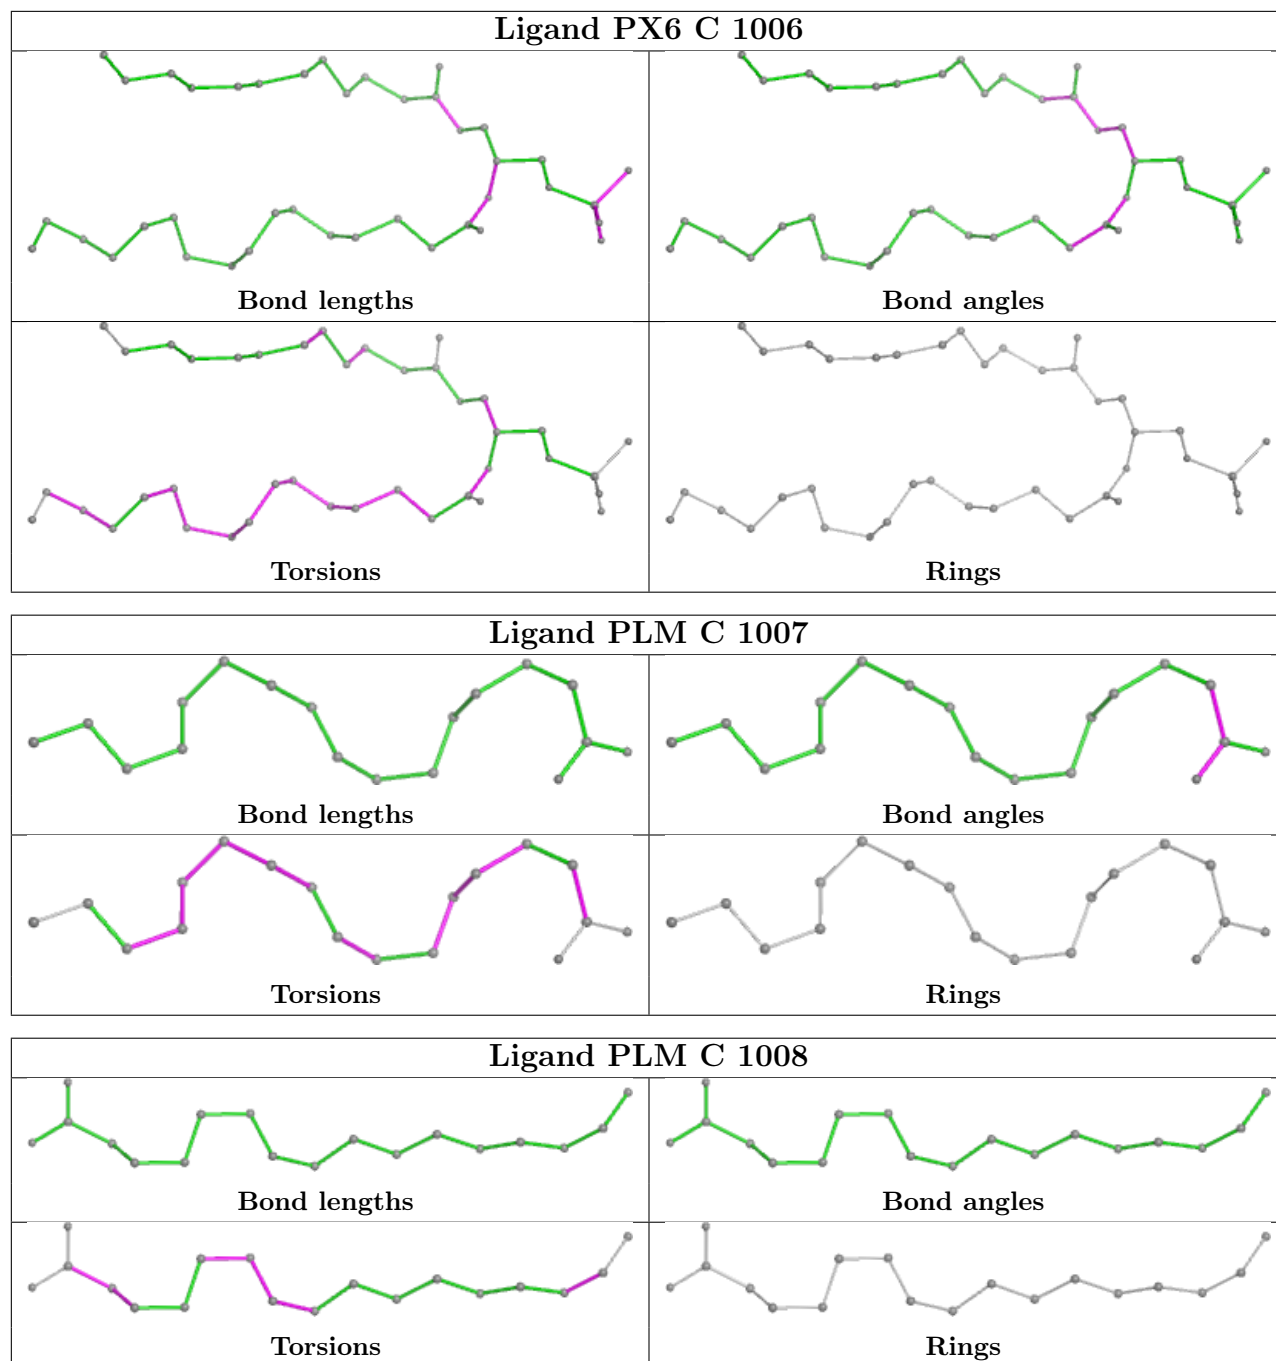 Ligand PX6 C 1006
Bond lengths
Bond angles
Torsions
Rings
Ligand PLM C 1007
Bond lengths
Bond angles
Torsions
Rings
Ligand PLM C 1008
Bond lengths
Bond angles
Torsions
Rings